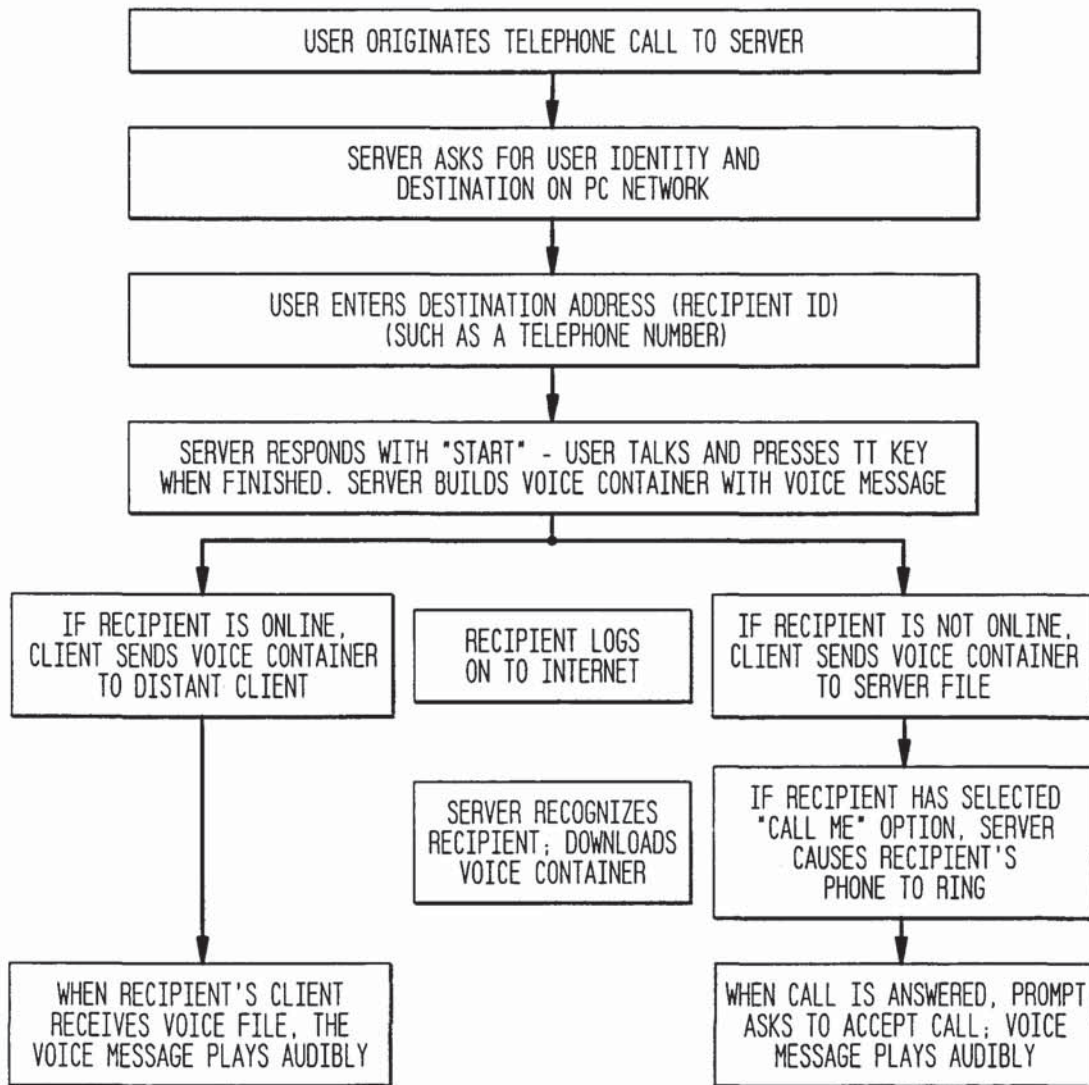 USER ORIGINATES TELEPHONE CALL TO SERVER
SERVER ASKS FOR USER IDENTITY AND
DESTINATION ON PC NETWORK
USER ENTERS DESTINATION ADDRESS (RECIPIENT ID)
(SUCH AS A TELEPHONE NUMBER)
SERVER RESPONDS WITH "START" - USER TALKS AND PRESSES TT KEY
WHEN FINISHED. SERVER BUILDS VOICE CONTAINER WITH VOICE MESSAGE
IF RECIPIENT IS ONLINE,
CLIENT SENDS VOICE CONTAINER
TO DISTANT CLIENT
RECIPIENT LOGS
ON TO INTERNET
IF RECIPIENT IS NOT ONLINE,
CLIENT SENDS VOICE CONTAINER
TO SERVER FILE
SERVER RECOGNIZES
RECIPIENT; DOWNLOADS
VOICE CONTAINER
IF RECIPIENT HAS SELECTED
"CALL ME" OPTION, SERVER
CAUSES RECIPIENT'S
PHONE TO RING
WHEN RECIPIENT'S CLIENT
RECEIVES VOICE FILE, THE
VOICE MESSAGE PLAYS AUDIBLY
WHEN CALL IS ANSWERED, PROMPT
ASKS TO ACCEPT CALL; VOICE
MESSAGE PLAYS AUDIBLY